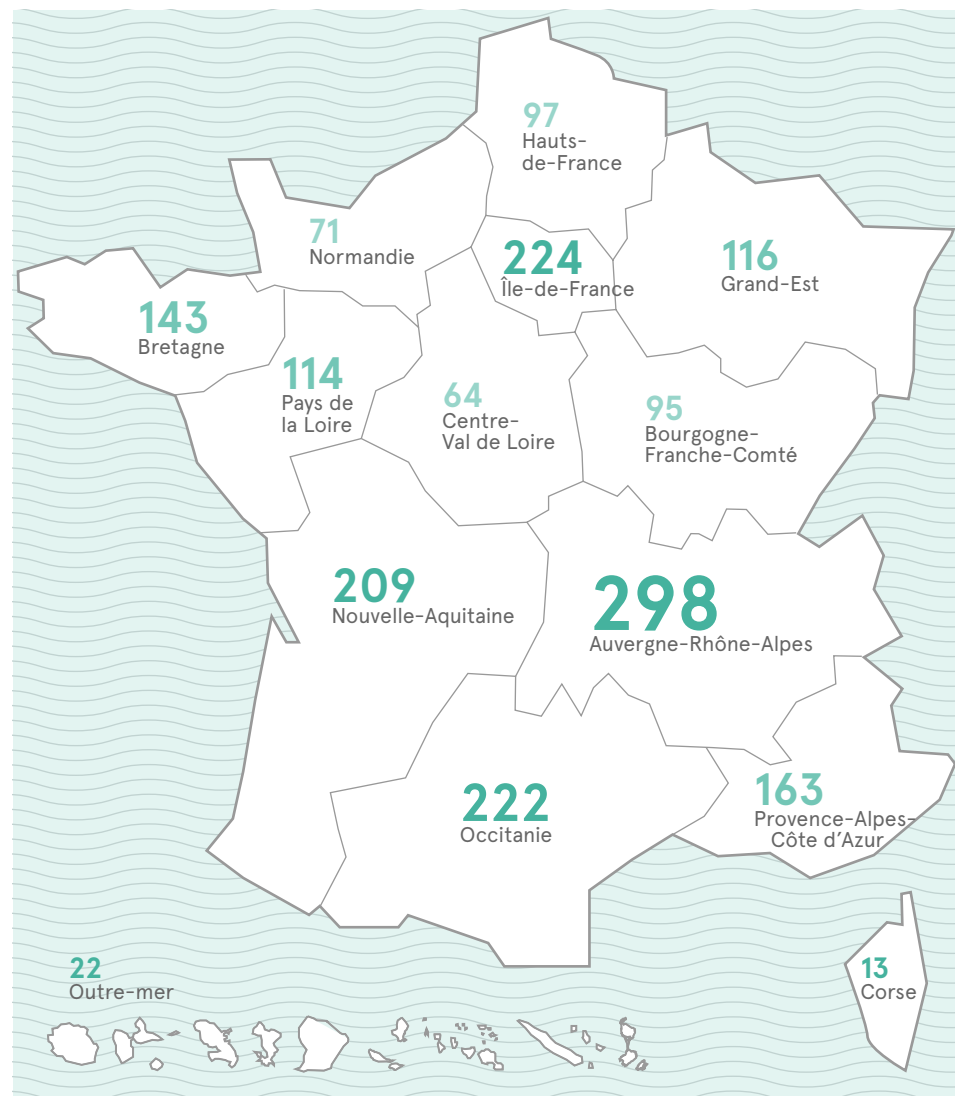 97
Hauts-
de-France
71
Normandie
224
Île-de-France
116
Grand-Est
143
Bretagne
114
Pays de
la Loire
64
Centre-
Val de Loire
95
Bourgogne-
Franche-Comté
209
Nouvelle-Aquitaine
298
Auvergne-Rhône-Alpes
222
Occitanie
163
Provence-Alpes-
Côte d’Azur
22
Outre-mer
13
Corse